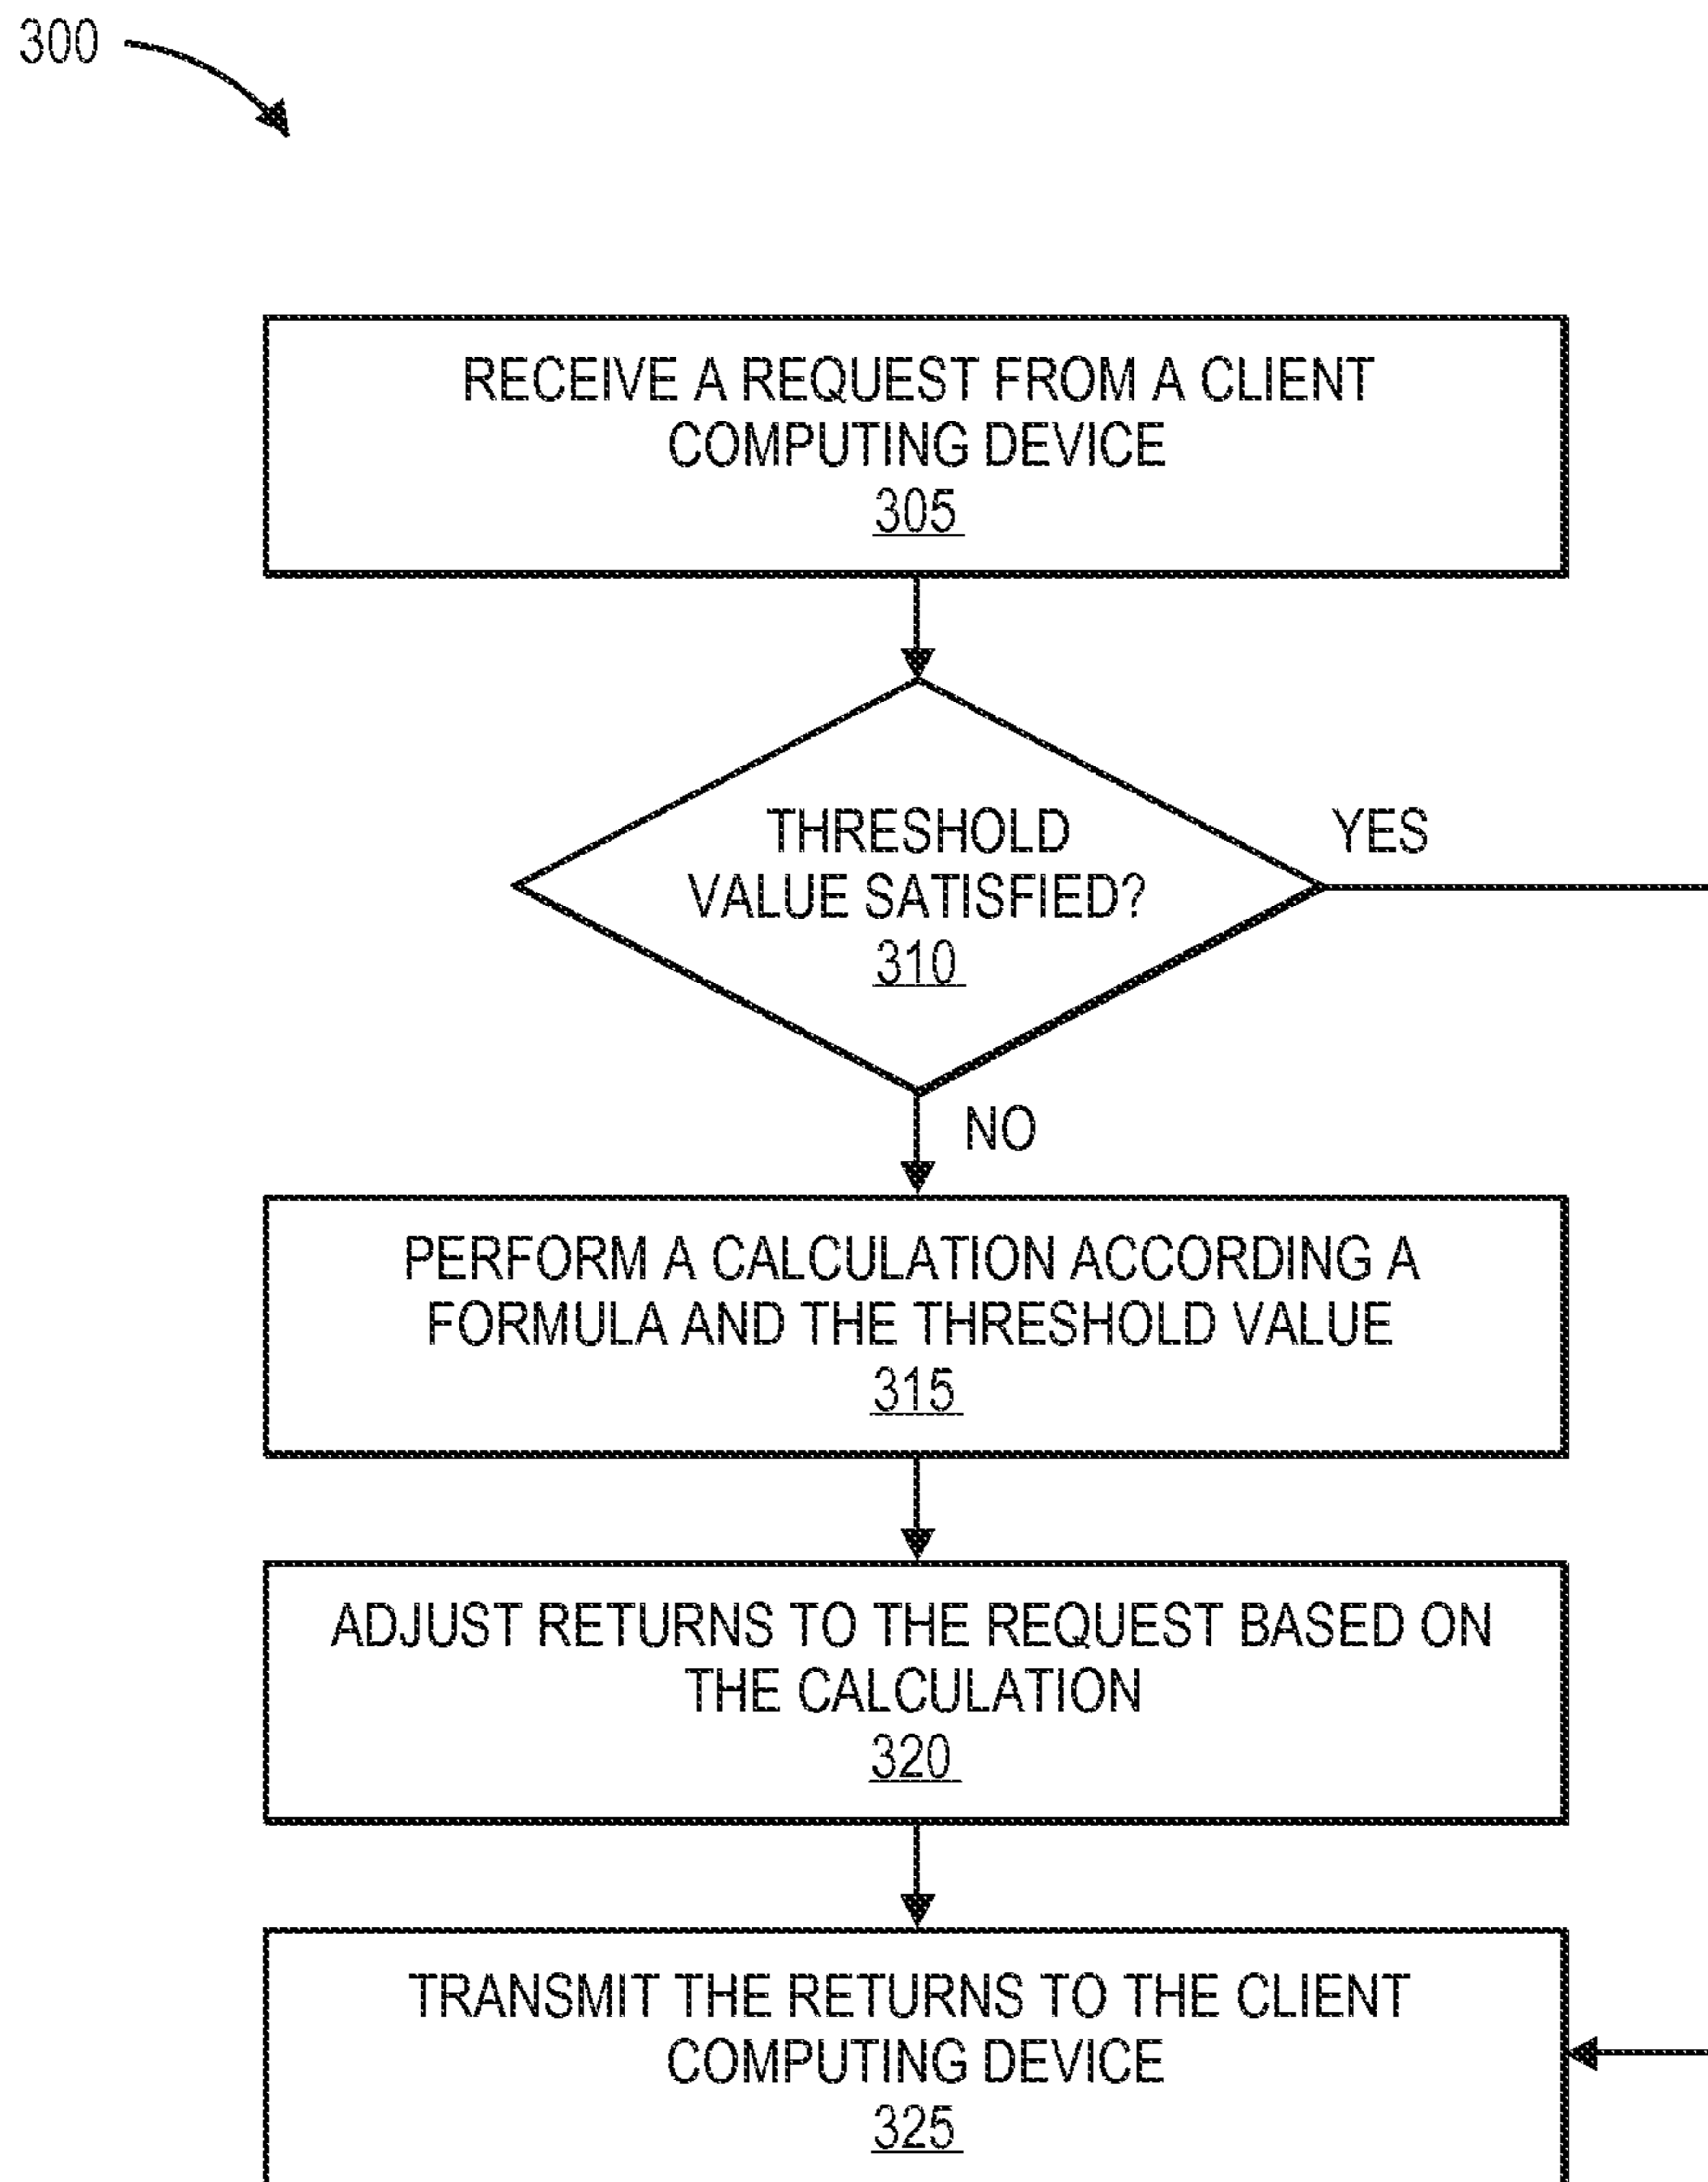 300
RECEIVE A REQUEST FROM A CLIENT
COMPUTING DEVICE
305
THRESHOLD
VALUE SATISFIED?
310
YES
NO
PERFORM A CALCULATION ACCORDING A
FORMULA AND THE THRESHOLD VALUE
315
ADJUST RETURNS TO THE REQUEST BASED ON
THE CALCULATION
320
TRANSMIT THE RETURNS TO THE CLIENT
COMPUTING DEVICE
325